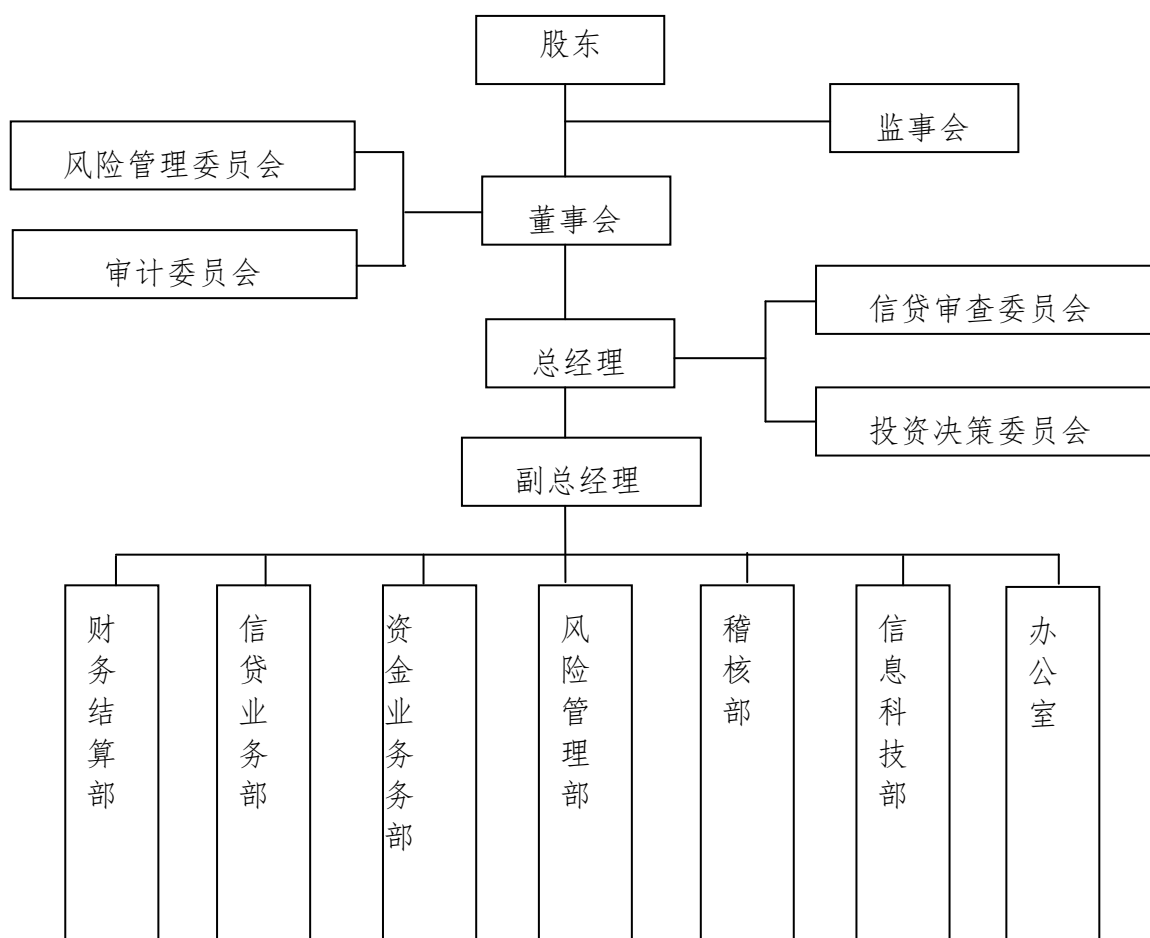 股东
监事会
风险管理委员会
董事会
审计委员会
信贷审查委员会
总经理
投资决策委员会
副总经理
财务结算部
信贷业务部
资金业务务部
风险管理部
稽核部
信息科技部
办公室